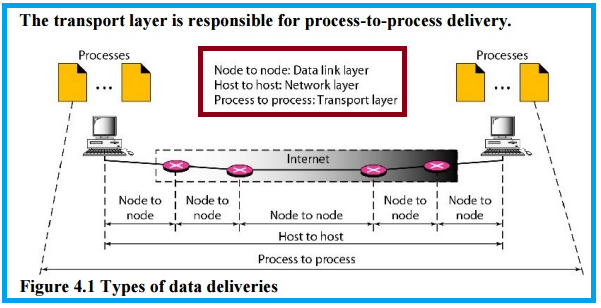 The transport layer is responsible for process-to-process delivery.
Processes
Processes
Node to node: Data link layer
Host to host: Network layer
Process to process: Transport layer
...
...
Internet
Node to
node
Node to
node
Node to node
Node to
node
Node to
node
Host to host
Process to process
Figure 4.1 Types of data deliveries